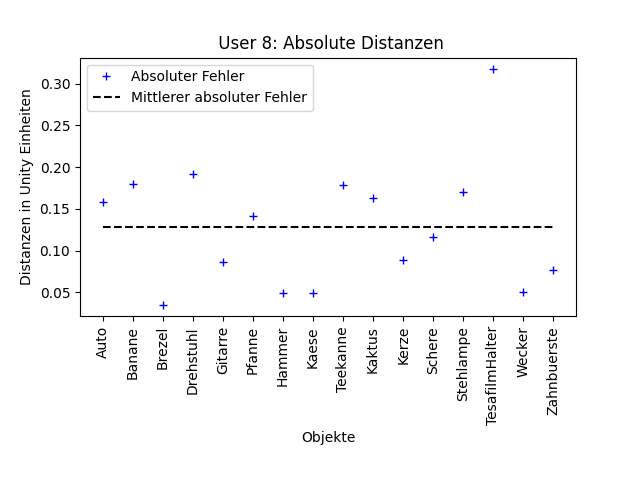 User 8: Absolute Distanzen
Absoluter Fehler
Mittlerer absoluter Fehler
Distanzen in Unity Einheiten
0.30
0.25
0.20
0.15
0.10
0.05
Auto
Banane
Brezel
Drehstuhl
Gitarre
Pfanne
Hammer
Kaese
Teekanne
Kaktus
Kerze
Schere
Stehlampe
TesafilmHalter
Wecker
Zahnbuerste
Objekte